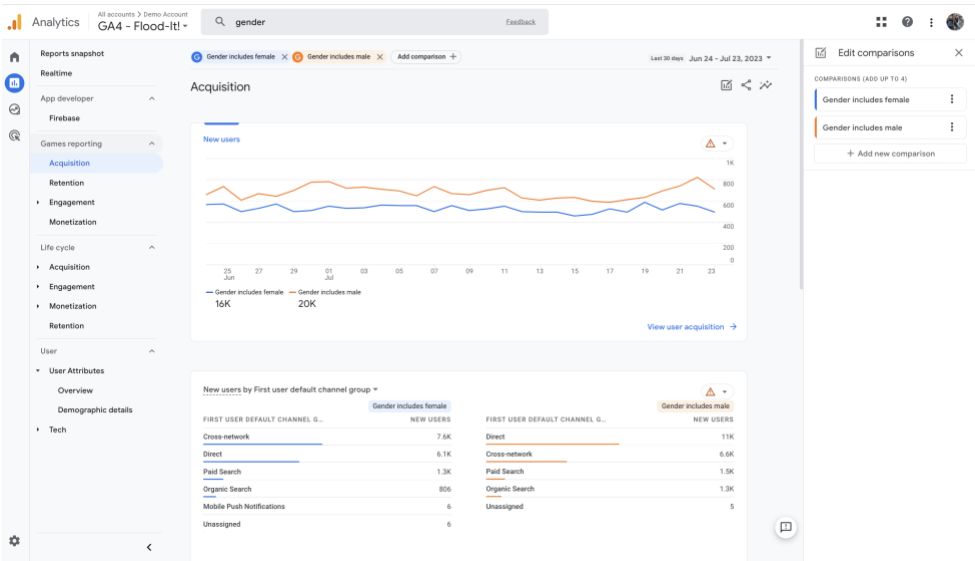 Analytics
All accounts > Demo Account
GA4 - Flood-It!
gender
Feedback
Reports snapshot
Realtime
App developer
Firebase
Games reporting
Acquisition
Retention
Engagement
Monetization
Life cycle
Acquisition
Engagement
Monetization
Retention
User
User Attributes
Overview
Demographic details
Tech
G Gender includes female
G Gender includes male
Add comparison +
Last 30 days Jun 24 - Jul 23, 2023
Acquisition
New users
1K
800
600
400
200
0
25 27 29 01 03 05 07 09 11 13 15 17 19 21 23
Jun Jul
Gender includes female Gender includes male
16K 20K
View user acquisition
New users by First user default channel group
Gender includes female
FIRST USER DEFAULT CHANNEL G... NEW USERS
Cross-network 7.6K
Direct 6.1K
Paid Search 1.3K
Organic Search 806
Mobile Push Notifications 6
Unassigned 6
Gender includes male
FIRST USER DEFAULT CHANNEL G... NEW USERS
Direct 11K
Cross-network 6.6K
Paid Search 1.5K
Organic Search 1.3K
Unassigned 5
Edit comparisons
COMPARISONS (ADD UP TO 4)
Gender includes female
Gender includes male
+ Add new comparison